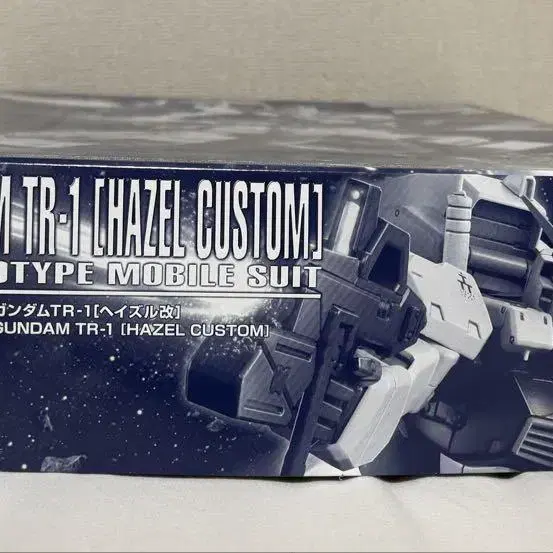 M TR-1 [HAZEL CUSTOM]
OTYPE MOBILE SUIT
ガンダムTR-1[ヘイズル改]
GUNDAM TR-1 [HAZEL CUSTOM]